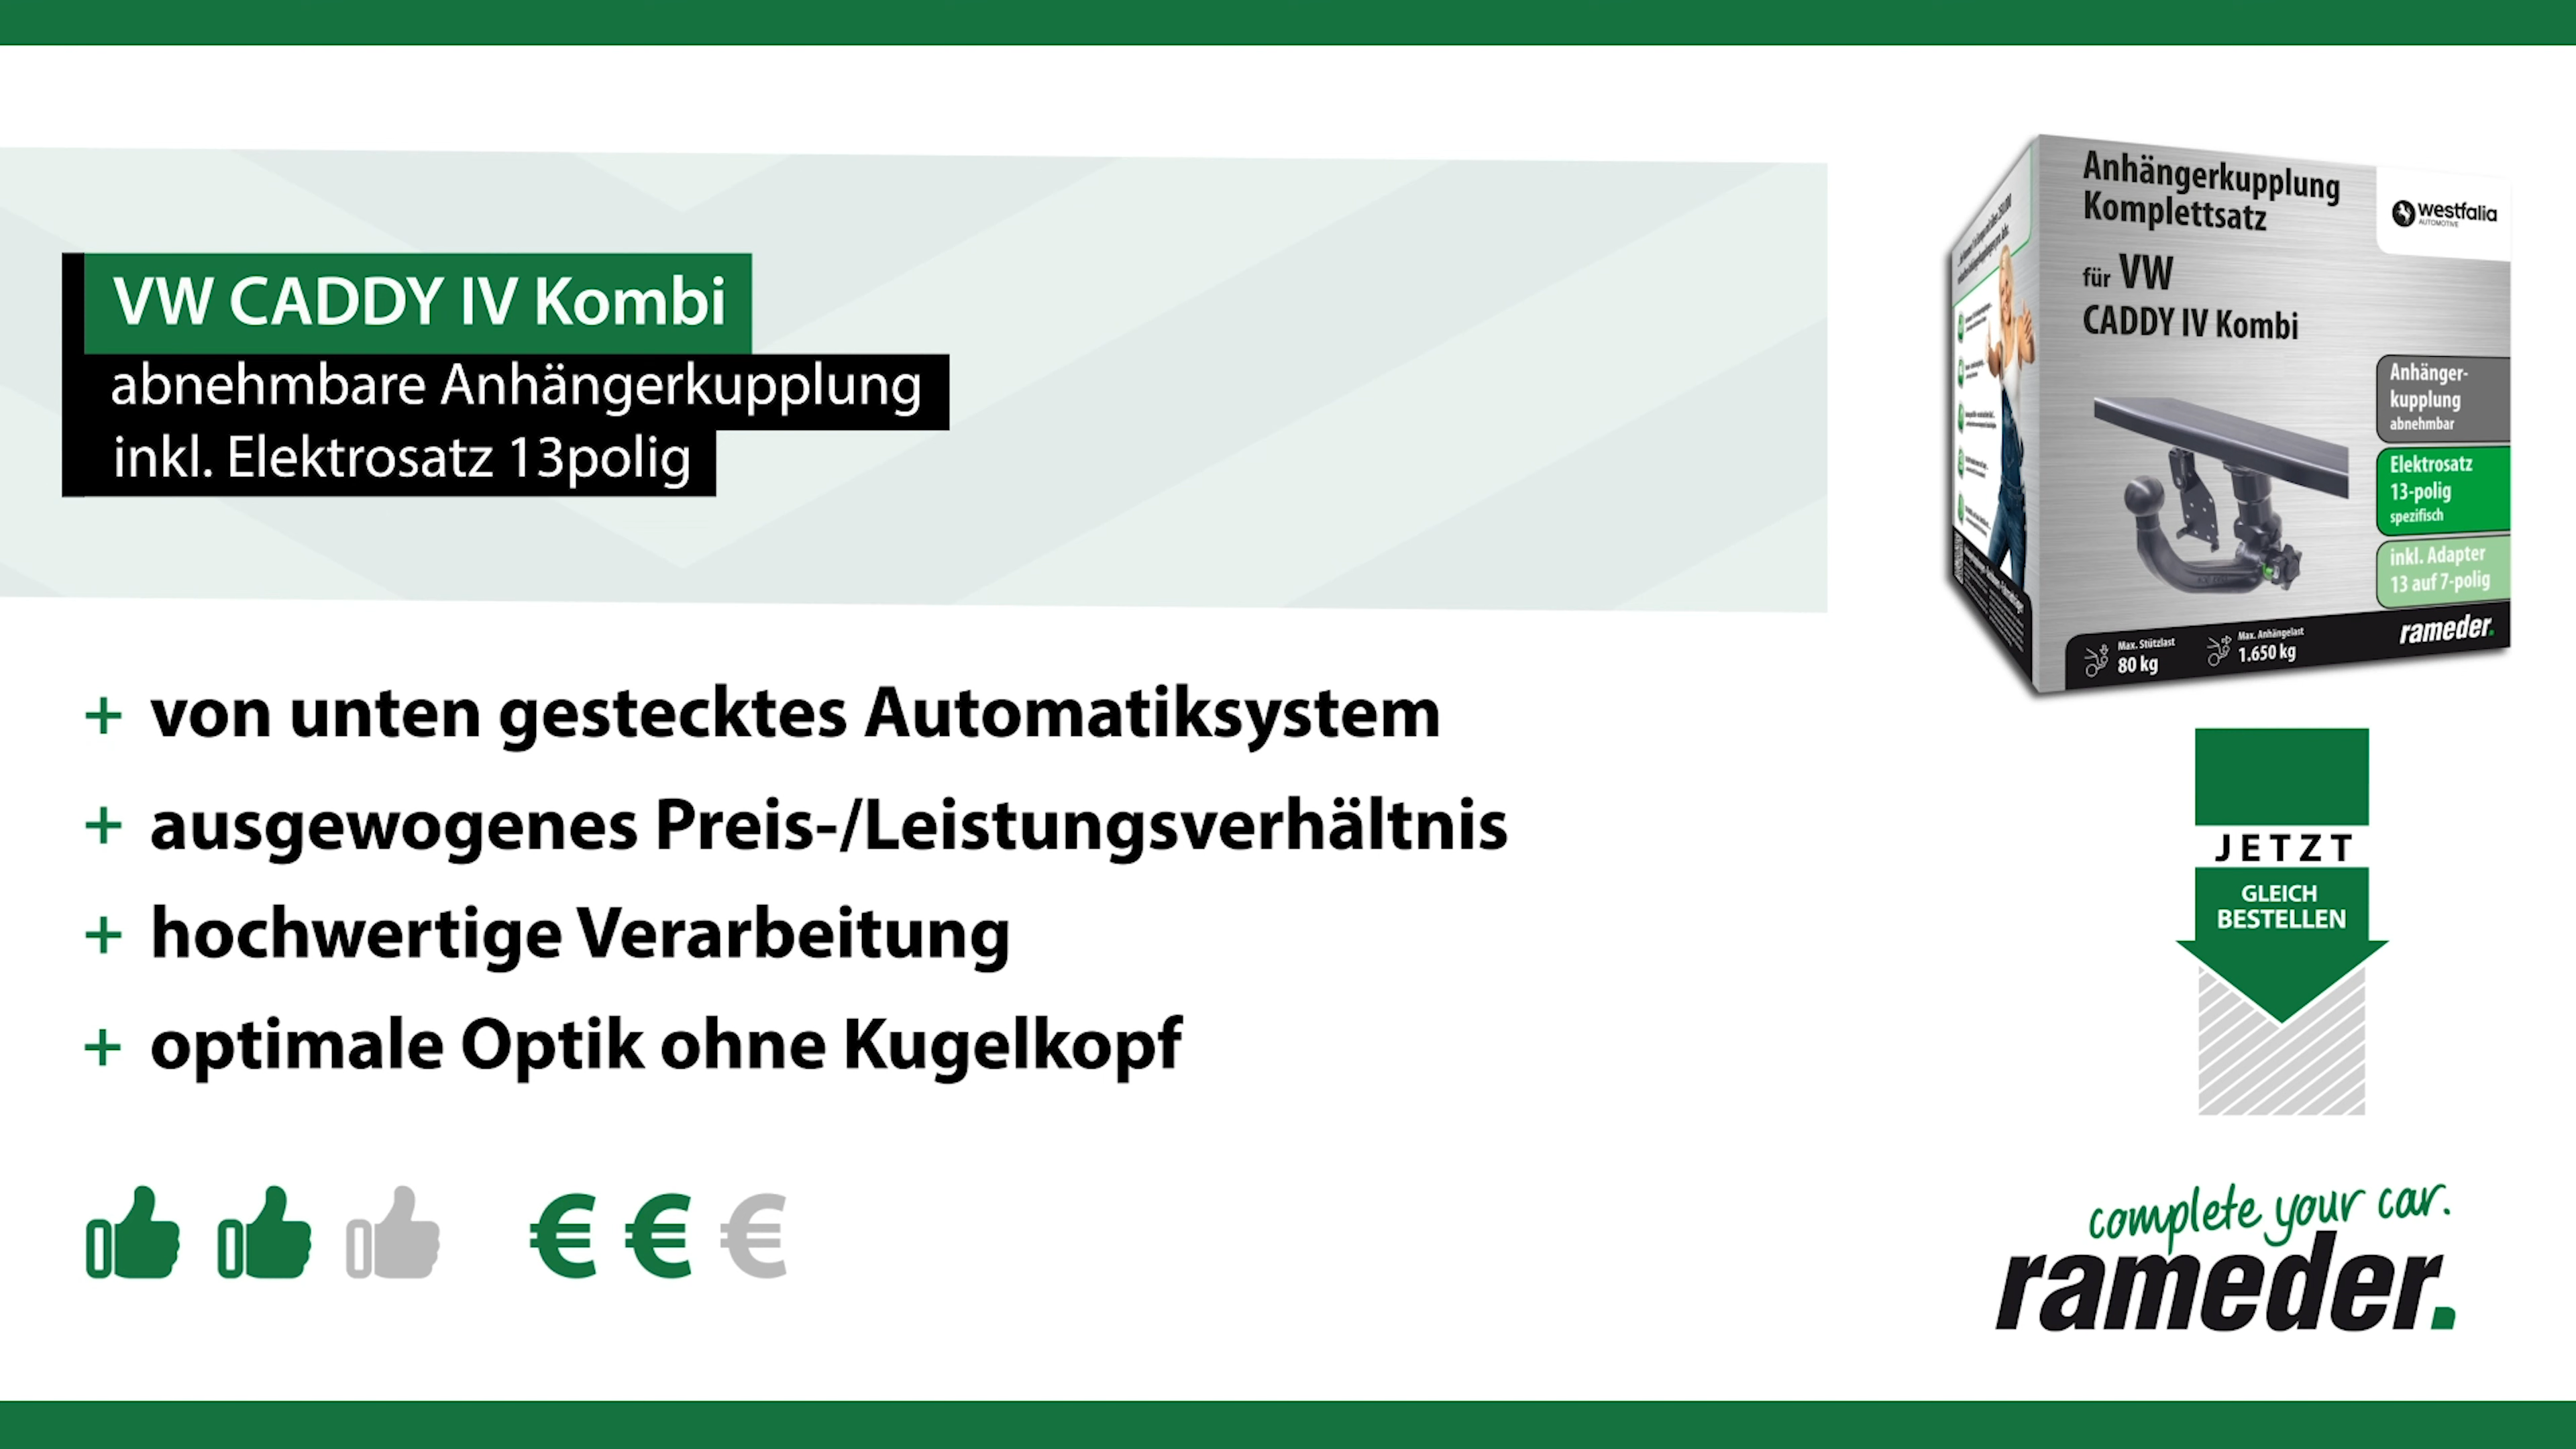 VW CADDY IV Kombi
abnehmbare Anhängerkupplung
inkl. Elektrosatz 13polig
+ von unten gestecktes Automatiksystem
+ ausgewogenes Preis-/Leistungsverhältnis
+ hochwertige Verarbeitung
+ optimale Optik ohne Kugelkopf
€ € €
Anhängerkupplung
Komplettsatz
für VW
CADDY IV Kombi
westfalia
AUTOMOTIVE
Anhänger-
kupplung
abnehmbar
Elektrosatz
13-polig
spezifisch
inkl. Adapter
13 auf 7-polig
Max. Stützlast
80 kg
Max. Anhängelast
1.650 kg
rameder.
JETZT
GLEICH
BESTELLEN
complete your car.
rameder.